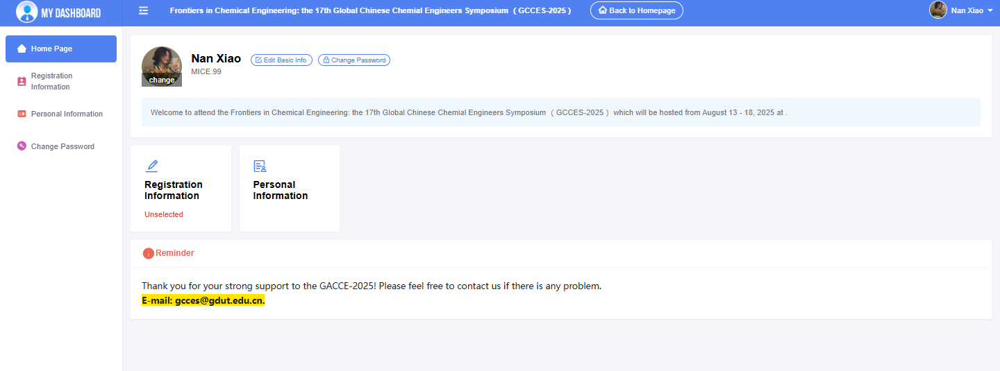 MY DASHBOARD
Frontiers in Chemical Engineering: the 17th Global Chinese Chemial Engineers Symposium （GCCES-2025）
Back to Homepage
Nan Xiao
Home Page
Registration
Information
Personal Information
Change Password
change
Nan Xiao
Edit Basic Info
Change Password
MICE.99
Welcome to attend the Frontiers in Chemical Engineering: the 17th Global Chinese Chemial Engineers Symposium （GCCES-2025） which will be hosted from August 13 - 18, 2025 at .
Registration
Information
Unselected
Personal
Information
Reminder
Thank you for your strong support to the GACCE-2025! Please feel free to contact us if there is any problem.
E-mail: gcces@gdut.edu.cn.